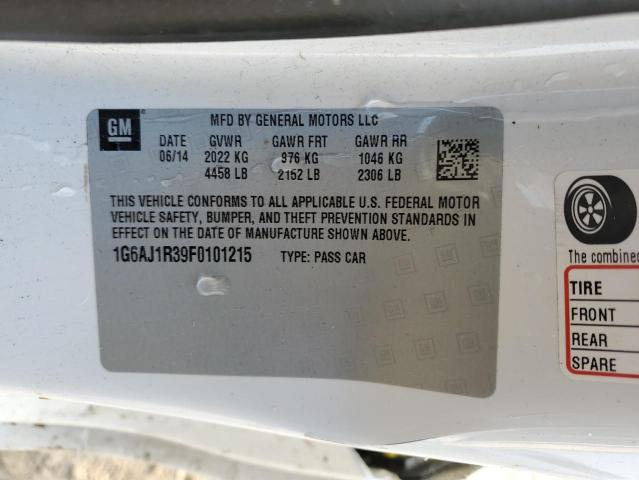 GM
MFD BY GENERAL MOTORS LLC
DATE GVWR GAWR FRT GAWR RR
06/14 2022 KG 976 KG 1046 KG
4458 LB 2152 LB 2306 LB
THIS VEHICLE CONFORMS TO ALL APPLICABLE U.S. FEDERAL MOTOR
VEHICLE SAFETY, BUMPER, AND THEFT PREVENTION STANDARDS IN
EFFECT ON THE DATE OF MANUFACTURE SHOWN ABOVE.
1G6AJ1R39F0101215 TYPE: PASS CAR
The combined
TIRE
FRONT
REAR
SPARE